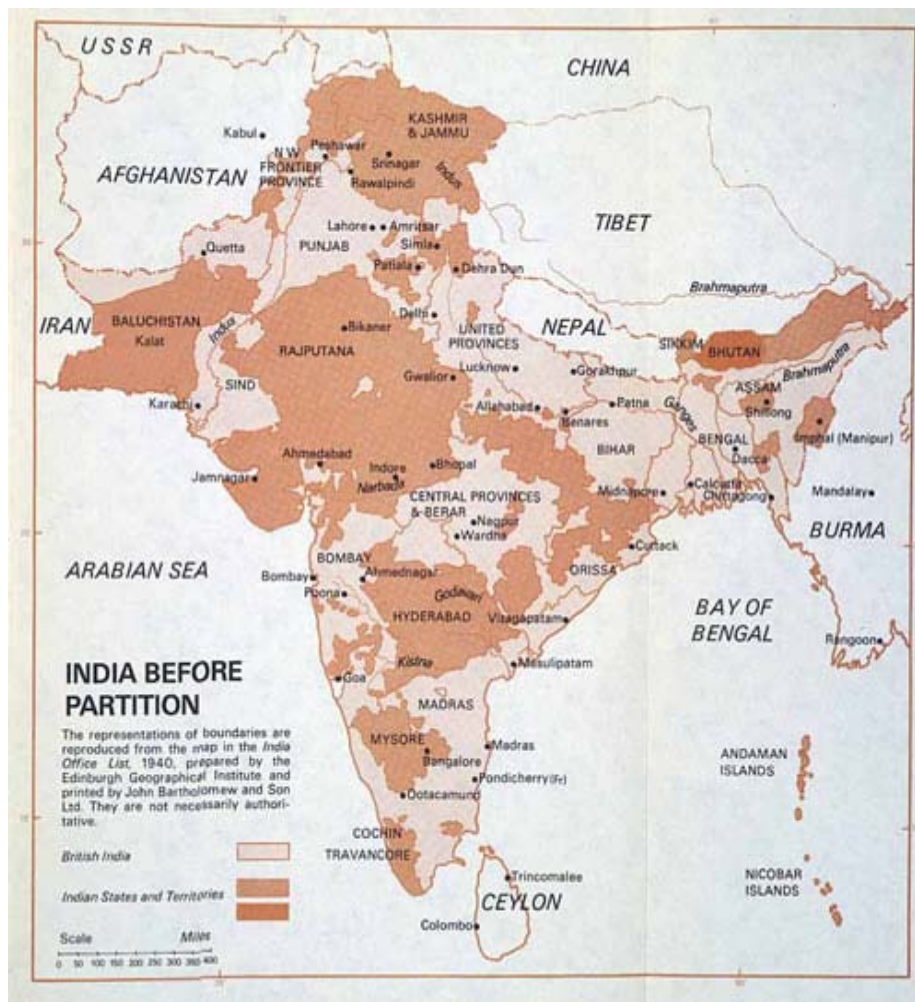 USSR
CHINA
KASHMIR
& JAMMU
Kabul
Peshawar
N W
FRONTIER
PROVINCE
Srinagar
Rawalpindi
Indus
AFGHANISTAN
TIBET
Lahore
Amritsar
PUNJAB
Simla
Quetta
Patiala
Dehra Dun
Brahmaputra
IRAN
BALUCHISTAN
Kalat
Indus
Bikaner
Delhi
RAJPUTANA
UNITED
PROVINCES
NEPAL
SIKKIM
BHUTAN
Lucknow
Gorakhpur
Gwalior
SIND
Karachi
Allahabad
Benares
Patna
Ganges
ASSAM
Brahmaputra
Shillong
BIHAR
BENGAL
Imphal (Manipur)
Dacca
Ahmedabad
Jamnagar
Indore
Bhopal
Narbada
CENTRAL PROVINCES
& BERAR
Midnapore
Calcutta
Chittagong
Mandalay
Nagpur
Wardha
BURMA
Cuttack
ORISSA
ARABIAN SEA
BOMBAY
Bombay
Ahmednagar
Poona
Godavari
HYDERABAD
Vizagapatam
BAY OF
BENGAL
Rangoon
Kistna
Masulipatam
Goa
INDIA BEFORE
PARTITION
The representations of boundaries are
reproduced from the map in the India
Office List, 1940, prepared by the
Edinburgh Geographical Institute and
printed by John Bartholomew and Son
Ltd. They are not necessarily authori-
tative.
MADRAS
MYSORE
Bangalore
Madras
Pondicherry (Fr)
Ootacamund
ANDAMAN
ISLANDS
COCHIN
TRAVANCORE
British India
Indian States and Territories
Trincomalee
CEYLON
Colombo
NICOBAR
ISLANDS
Scale
Miles
0 50 100 150 200 250 300 350 400